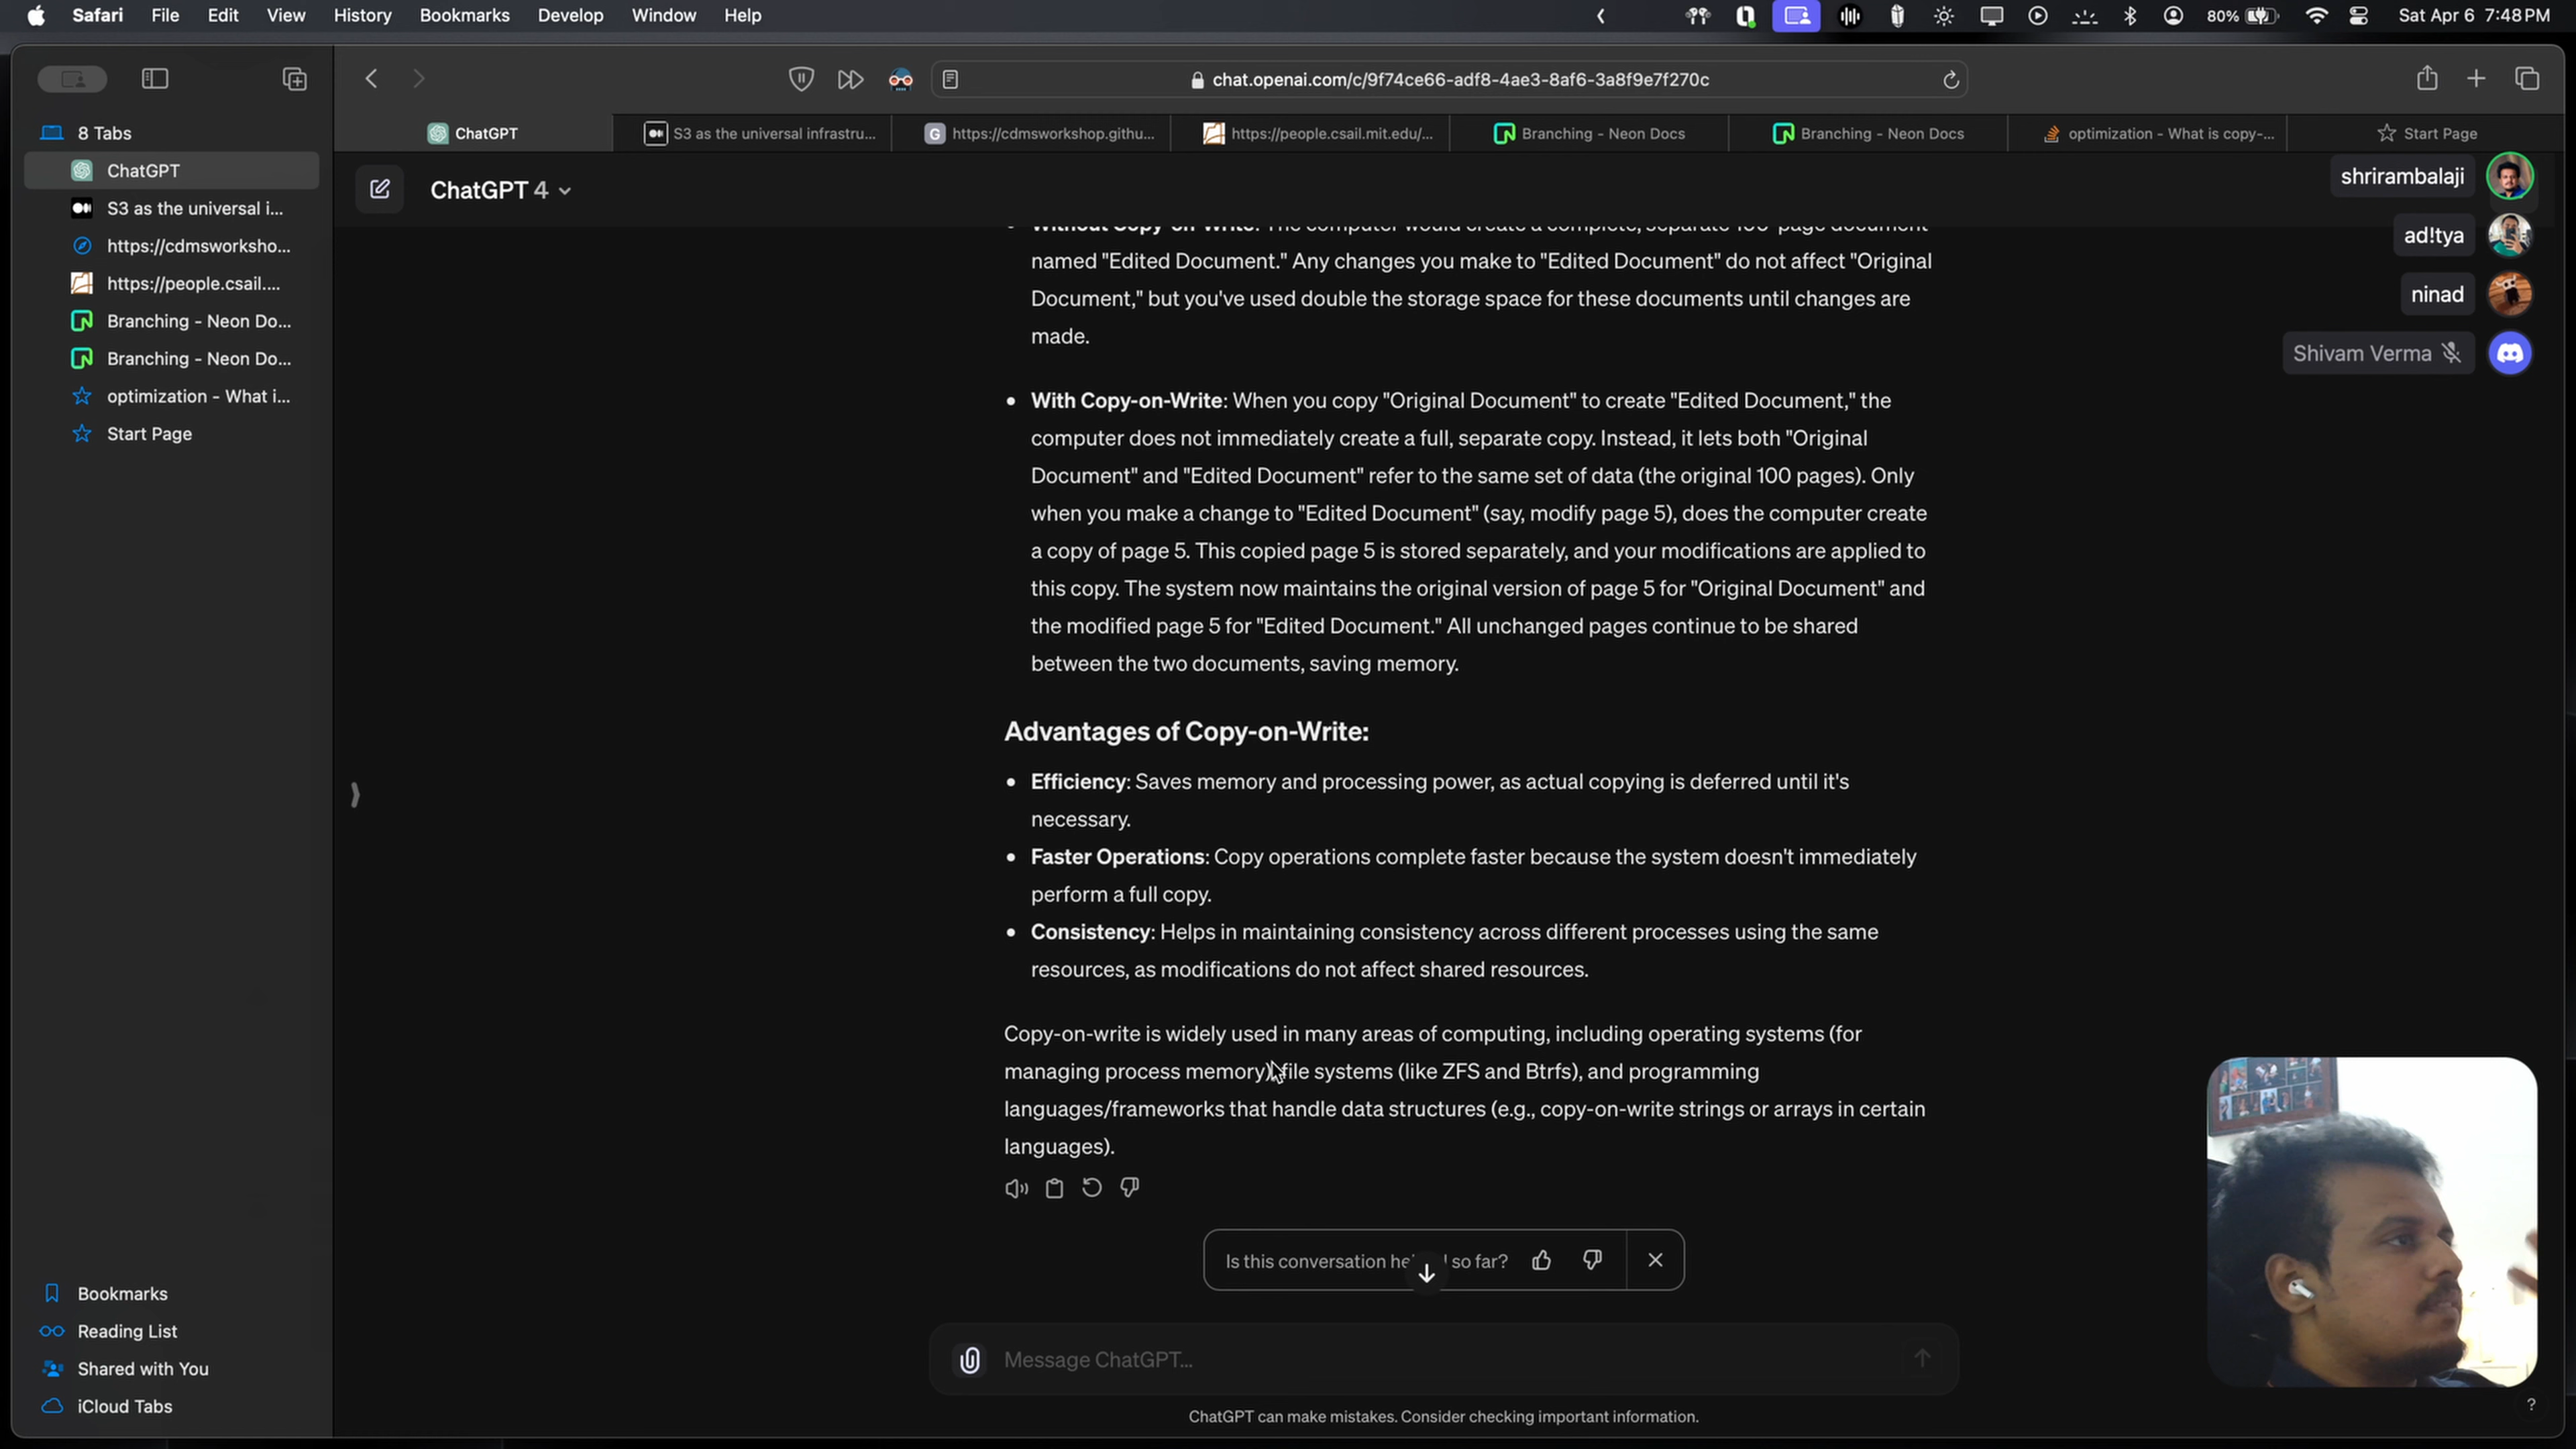 Safari File Edit View History Bookmarks Develop Window Help
80% Sat Apr 6 7:48 PM
chat.openai.com/c/9f74ce66-adf8-4ae3-8af6-3a8f9e7f270c
8 Tabs
ChatGPT
S3 as the universal i...
https://cdmsworksho...
https://people.csail....
Branching - Neon Do...
Branching - Neon Do...
optimization - What i...
Start Page
Bookmarks
Reading List
Shared with You
iCloud Tabs
ChatGPT
S3 as the universal infrastru...
G https://cdmsworkshop.githu...
https://people.csail.mit.edu/...
Branching - Neon Docs
Branching - Neon Docs
optimization - What is copy-...
Start Page
ChatGPT 4
shrirambalaji
ad!tya
ninad
Shivam Verma
Without Copy-on-Write: The computer would create a complete, separate 100-page document
named "Edited Document." Any changes you make to "Edited Document" do not affect "Original
Document," but you've used double the storage space for these documents until changes are
made.
• With Copy-on-Write: When you copy "Original Document" to create "Edited Document," the
computer does not immediately create a full, separate copy. Instead, it lets both "Original
Document" and "Edited Document" refer to the same set of data (the original 100 pages). Only
when you make a change to "Edited Document" (say, modify page 5), does the computer create
a copy of page 5. This copied page 5 is stored separately, and your modifications are applied to
this copy. The system now maintains the original version of page 5 for "Original Document" and
the modified page 5 for "Edited Document." All unchanged pages continue to be shared
between the two documents, saving memory.
Advantages of Copy-on-Write:
• Efficiency: Saves memory and processing power, as actual copying is deferred until it's
necessary.
• Faster Operations: Copy operations complete faster because the system doesn't immediately
perform a full copy.
• Consistency: Helps in maintaining consistency across different processes using the same
resources, as modifications do not affect shared resources.
Copy-on-write is widely used in many areas of computing, including operating systems (for
managing process memory), file systems (like ZFS and Btrfs), and programming
languages/frameworks that handle data structures (e.g., copy-on-write strings or arrays in certain
languages).
Is this conversation so far?
Message ChatGPT...
ChatGPT can make mistakes. Consider checking important information.
?